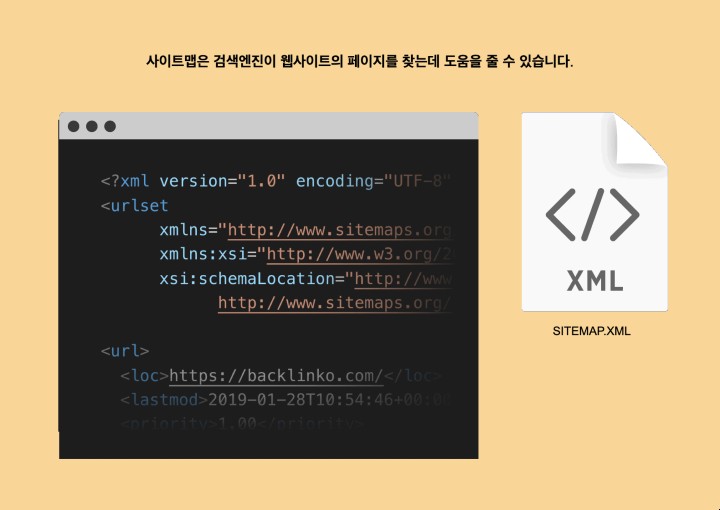 사이트맵은 검색엔진이 웹사이트의 페이지를 찾는데 도움을 줄 수 있습니다.
<?xml version="1.0" encoding="UTF-8"
<urlset
xmlns="http://www.sitemaps.org
xmlns:xsi="http://www.w3.org/2
xsi:schemaLocation="http://www
http://www.sitemaps.org/
<url>
<loc>https://backlinko.com/</loc>
<lastmod>2019-01-28T10:54:46+00:00
<priority>1.00</priority>
</>
XML
SITEMAP.XML